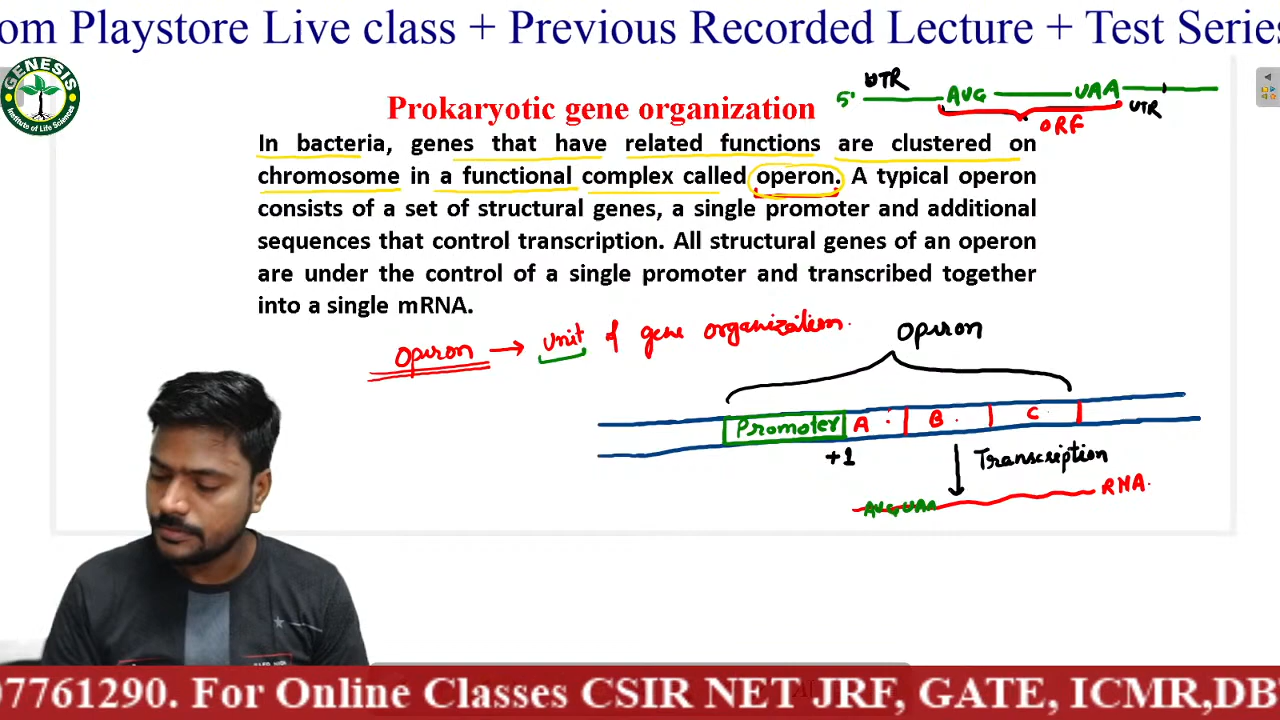 om Playstore Live class + Previous Recorded Lecture + Test Series
GENESIS
Institute of Life Sciences
5' UTR AUG UAA UTR
ORF
Prokaryotic gene organization
In bacteria, genes that have related functions are clustered on
chromosome in a functional complex called operon. A typical operon
consists of a set of structural genes, a single promoter and additional
sequences that control transcription. All structural genes of an operon
are under the control of a single promoter and transcribed together
into a single mRNA.
Operon → unit of gene organization.
Operon
Promoter A B C
+1
Transcription
AUG UAA RNA
07761290. For Online Classes CSIR NET JRF, GATE, ICMR,DB